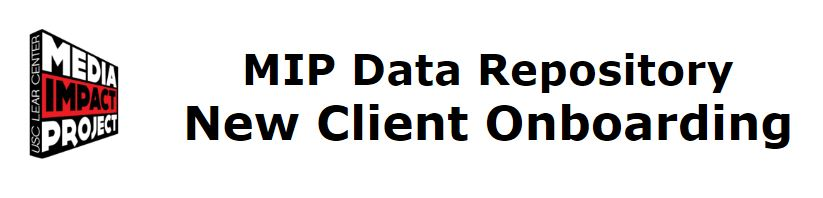 USC LEAR CENTER
MEDIA
IMPACT
PROJECT
MIP Data Repository
New Client Onboarding